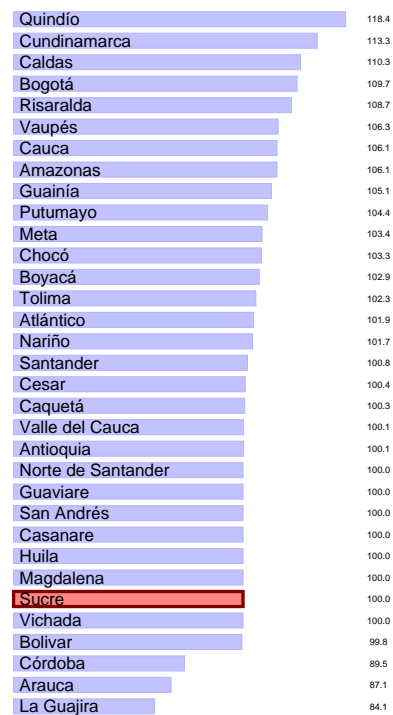 Quindío 118.4
Cundinamarca 113.3
Caldas 110.3
Bogotá 109.7
Risaralda 108.7
Vaupés 106.3
Cauca 106.1
Amazonas 106.1
Guainía 105.1
Putumayo 104.4
Meta 103.4
Chocó 103.3
Boyacá 102.9
Tolima 102.3
Atlántico 101.9
Nariño 101.7
Santander 100.8
Cesar 100.4
Caquetá 100.3
Valle del Cauca 100.1
Antioquia 100.1
Norte de Santander 100.0
Guaviare 100.0
San Andrés 100.0
Casanare 100.0
Huila 100.0
Magdalena 100.0
Sucre 100.0
Vichada 100.0
Bolivar 99.8
Córdoba 89.5
Arauca 87.1
La Guajira 84.1